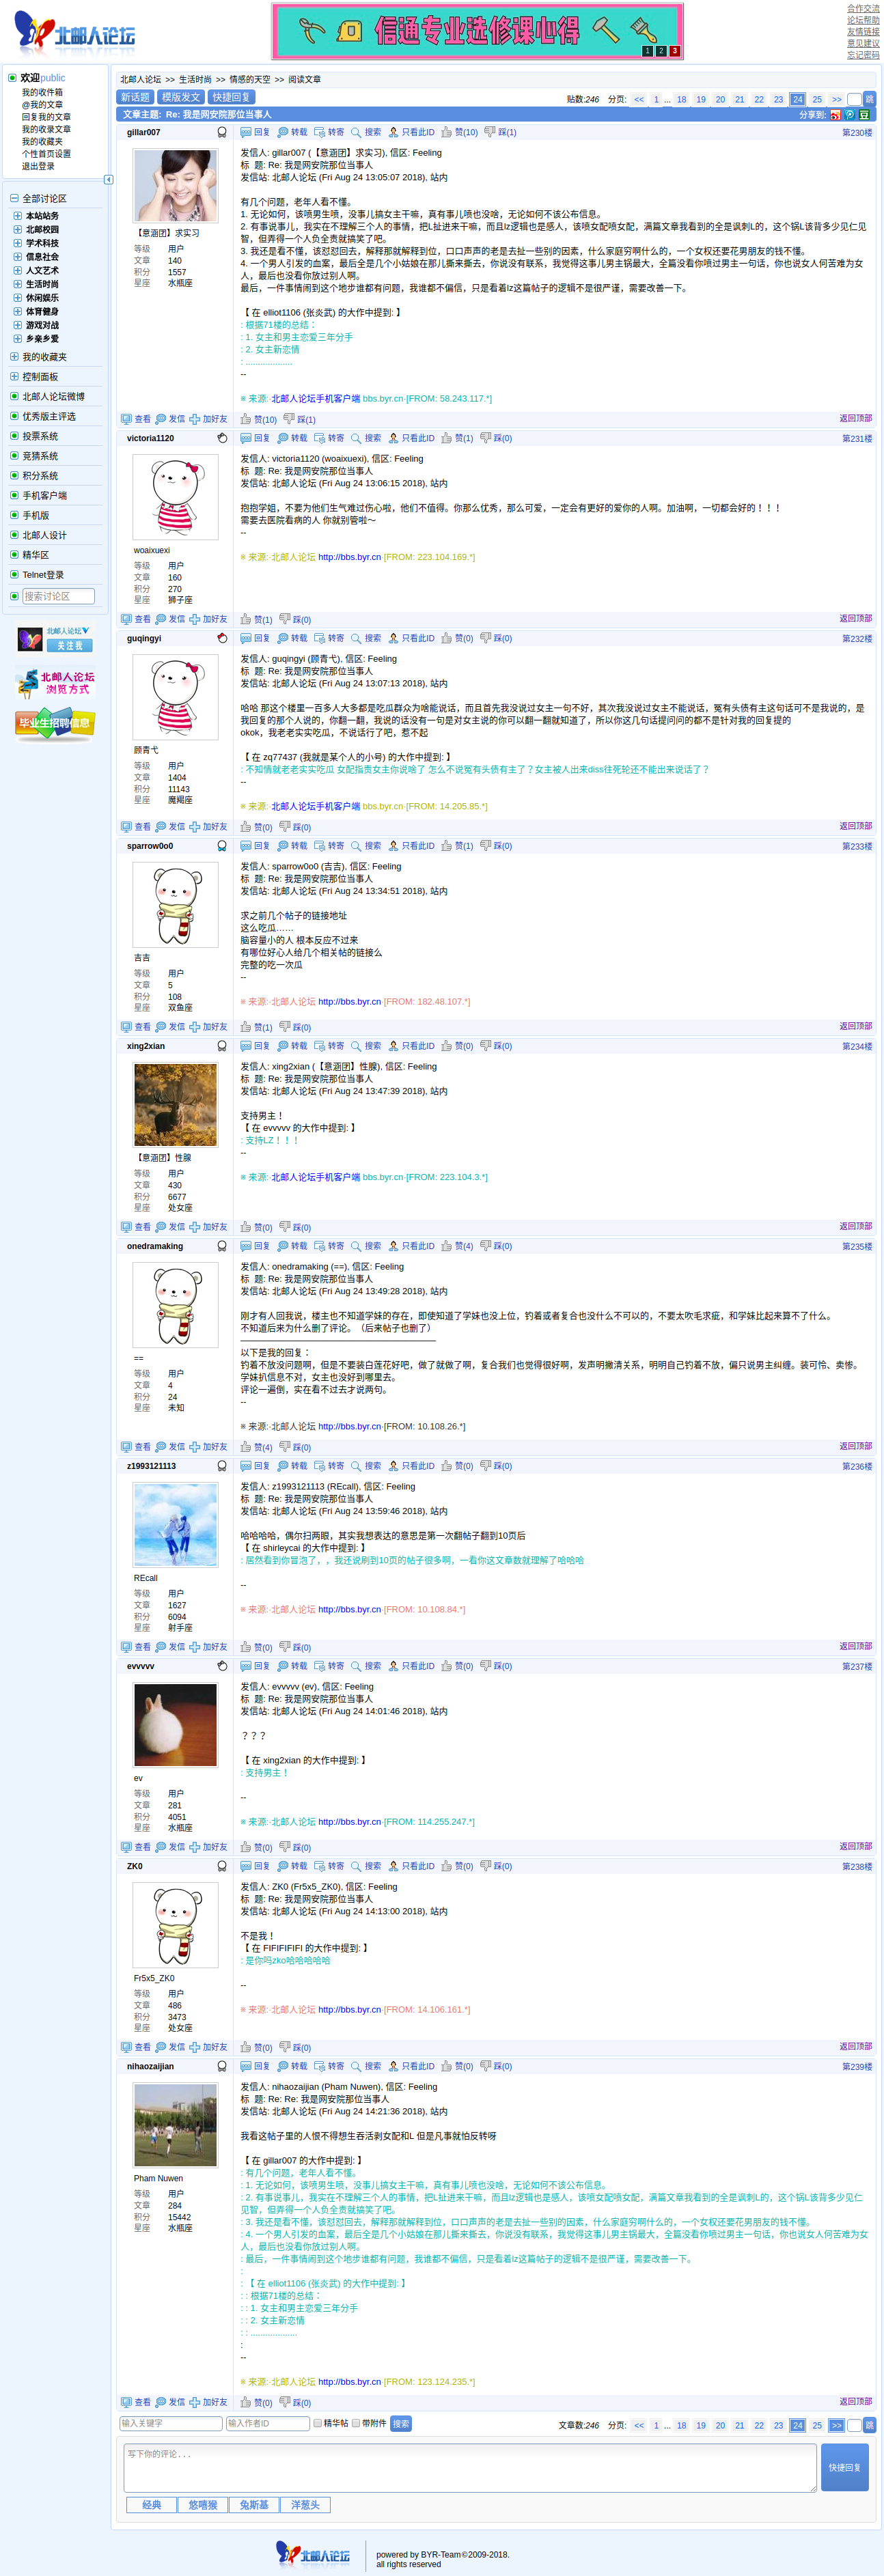 北邮人论坛
信通专业选修课心得
1 2 3
合作交流
论坛帮助
友情链接
意见建议
忘记密码
欢迎public
我的收件箱
@我的文章
回复我的文章
我的收录文章
我的收藏夹
个性首页设置
退出登录
全部讨论区
本站站务
北邮校园
学术科技
信息社会
人文艺术
生活时尚
休闲娱乐
体育健身
游戏对战
乡亲乡爱
我的收藏夹
控制面板
北邮人论坛微博
优秀版主评选
投票系统
竞猜系统
积分系统
手机客户端
手机版
北邮人设计
精华区
Telnet登录
搜索讨论区
北邮人论坛
关注我
北邮人论坛
浏览方式
毕业生招聘信息
北邮人论坛 >> 生活时尚 >> 情感的天空 >> 阅读文章
新话题 模版发文 快捷回复
贴数:246 分页: << 1 ... 18 19 20 21 22 23 24 25 >> 跳
文章主题: Re: 我是网安院那位当事人 分享到:
gillar007 回复 转载 转寄 搜索 只看此ID 赞(10) 踩(1) 第230楼
【意涵团】求实习
等级 用户
文章 140
积分 1557
星座 水瓶座
发信人: gillar007 (【意涵团】求实习), 信区: Feeling
标 题: Re: 我是网安院那位当事人
发信站: 北邮人论坛 (Fri Aug 24 13:05:07 2018), 站内
有几个问题，老年人看不懂。
1. 无论如何，该喷男生喷，没事儿搞女主干嘛，真有事儿喷也没啥，无论如何不该公布信息。
2. 有事说事儿，我实在不理解三个人的事情，把L扯进来干嘛，而且lz逻辑也是感人，该喷女配喷女配，满篇文章我看到的全是讽刺L的，这个锅L该背多少见仁见智，但弄得一个人负全责就搞笑了吧。
3. 我还是看不懂，该怼怼回去，解释那就解释到位，口口声声的老是去扯一些别的因素，什么家庭穷啊什么的，一个女权还要花男朋友的钱不懂。
4. 一个男人引发的血案，最后全是几个小姑娘在那儿撕来撕去，你说没有联系，我觉得这事儿男主锅最大，全篇没看你喷过男主一句话，你也说女人何苦难为女人，最后也没看你放过别人啊。
最后，一件事情闹到这个地步谁都有问题，我谁都不偏信，只是看着lz这篇帖子的逻辑不是很严谨，需要改善一下。
【 在 elliot1106 (张炎武) 的大作中提到: 】
: 根据71楼的总结：
: 1. 女主和男主恋爱三年分手
: 2. 女主新恋情
: ...................
--
※ 来源:·北邮人论坛手机客户端 bbs.byr.cn·[FROM: 58.243.117.*]
查看 发信 加好友 赞(10) 踩(1) 返回顶部
victoria1120 回复 转载 转寄 搜索 只看此ID 赞(1) 踩(0) 第231楼
woaixuexi
等级 用户
文章 160
积分 270
星座 狮子座
发信人: victoria1120 (woaixuexi), 信区: Feeling
标 题: Re: 我是网安院那位当事人
发信站: 北邮人论坛 (Fri Aug 24 13:06:15 2018), 站内
抱抱学姐，不要为他们生气难过伤心啦，他们不值得。你那么优秀，那么可爱，一定会有更好的爱你的人啊。加油啊，一切都会好的！！！
需要去医院看病的人 你就别管啦～
--
※ 来源:·北邮人论坛 http://bbs.byr.cn·[FROM: 223.104.169.*]
查看 发信 加好友 赞(1) 踩(0) 返回顶部
guqingyi 回复 转载 转寄 搜索 只看此ID 赞(0) 踩(0) 第232楼
顾青弋
等级 用户
文章 1404
积分 11143
星座 魔羯座
发信人: guqingyi (顾青弋), 信区: Feeling
标 题: Re: 我是网安院那位当事人
发信站: 北邮人论坛 (Fri Aug 24 13:07:13 2018), 站内
哈哈 那这个楼里一百多人大多都是吃瓜群众为啥能说话，而且首先我没说过女主一句不好，其次我没说过女主不能说话，冤有头债有主这句话可不是我说的，是我回复的那个人说的，你翻一翻，我说的话没有一句是对女主说的你可以翻一翻就知道了，所以你这几句话提问问的都不是针对我的回复提的
okok，我老老实实吃瓜，不说话行了吧，惹不起
【 在 zq77437 (我就是某个人的小号) 的大作中提到: 】
: 不知情就老老实实吃瓜 女配指责女主你说啥了 怎么不说冤有头债有主了？女主被人出来diss往死轮还不能出来说话了？
--
※ 来源:·北邮人论坛手机客户端 bbs.byr.cn·[FROM: 14.205.85.*]
查看 发信 加好友 赞(0) 踩(0) 返回顶部
sparrow0o0 回复 转载 转寄 搜索 只看此ID 赞(1) 踩(0) 第233楼
吉吉
等级 用户
文章 5
积分 108
星座 双鱼座
发信人: sparrow0o0 (吉吉), 信区: Feeling
标 题: Re: 我是网安院那位当事人
发信站: 北邮人论坛 (Fri Aug 24 13:34:51 2018), 站内
求之前几个帖子的链接地址
这么吃瓜……
脑容量小的人 根本反应不过来
有哪位好心人给几个相关帖的链接么
完整的吃一次瓜
--
※ 来源:·北邮人论坛 http://bbs.byr.cn·[FROM: 182.48.107.*]
查看 发信 加好友 赞(1) 踩(0) 返回顶部
xing2xian 回复 转载 转寄 搜索 只看此ID 赞(0) 踩(0) 第234楼
【意涵团】性腺
等级 用户
文章 430
积分 6677
星座 处女座
发信人: xing2xian (【意涵团】性腺), 信区: Feeling
标 题: Re: 我是网安院那位当事人
发信站: 北邮人论坛 (Fri Aug 24 13:47:39 2018), 站内
支持男主！
【 在 evvvvv 的大作中提到: 】
: 支持LZ！！！
--
※ 来源:·北邮人论坛手机客户端 bbs.byr.cn·[FROM: 223.104.3.*]
查看 发信 加好友 赞(0) 踩(0) 返回顶部
onedramaking 回复 转载 转寄 搜索 只看此ID 赞(4) 踩(0) 第235楼
==
等级 用户
文章 4
积分 24
星座 未知
发信人: onedramaking (==), 信区: Feeling
标 题: Re: 我是网安院那位当事人
发信站: 北邮人论坛 (Fri Aug 24 13:49:28 2018), 站内
刚才有人回我说，楼主也不知道学妹的存在，即使知道了学妹也没上位，钓着或者复合也没什么不可以的，不要太吹毛求疵，和学妹比起来算不了什么。
不知道后来为什么删了评论。（后来帖子也删了）
——————————————————————
以下是我的回复：
钓着不放没问题啊，但是不要装白莲花好吧，做了就做了啊，复合我们也觉得很好啊，发声明撇清关系，明明自己钓着不放，偏只说男主纠缠。装可怜、卖惨。
学妹扒信息不对，女主也没好到哪里去。
评论一遍倒，实在看不过去才说两句。
--
※ 来源:·北邮人论坛 http://bbs.byr.cn·[FROM: 10.108.26.*]
查看 发信 加好友 赞(4) 踩(0) 返回顶部
z1993121113 回复 转载 转寄 搜索 只看此ID 赞(0) 踩(0) 第236楼
REcall
等级 用户
文章 1627
积分 6094
星座 射手座
发信人: z1993121113 (REcall), 信区: Feeling
标 题: Re: 我是网安院那位当事人
发信站: 北邮人论坛 (Fri Aug 24 13:59:46 2018), 站内
哈哈哈哈，偶尔扫两眼，其实我想表达的意思是第一次翻帖子翻到10页后
【 在 shirleycai 的大作中提到: 】
: 居然看到你冒泡了，，我还说刷到10页的帖子很多啊，一看你这文章数就理解了哈哈哈
--
※ 来源:·北邮人论坛 http://bbs.byr.cn·[FROM: 10.108.84.*]
查看 发信 加好友 赞(0) 踩(0) 返回顶部
evvvvv 回复 转载 转寄 搜索 只看此ID 赞(0) 踩(0) 第237楼
ev
等级 用户
文章 281
积分 4051
星座 水瓶座
发信人: evvvvv (ev), 信区: Feeling
标 题: Re: 我是网安院那位当事人
发信站: 北邮人论坛 (Fri Aug 24 14:01:46 2018), 站内
？？？
【 在 xing2xian 的大作中提到: 】
: 支持男主！
--
※ 来源:·北邮人论坛 http://bbs.byr.cn·[FROM: 114.255.247.*]
查看 发信 加好友 赞(0) 踩(0) 返回顶部
ZK0 回复 转载 转寄 搜索 只看此ID 赞(0) 踩(0) 第238楼
Fr5x5_ZK0
等级 用户
文章 486
积分 3473
星座 处女座
发信人: ZK0 (Fr5x5_ZK0), 信区: Feeling
标 题: Re: 我是网安院那位当事人
发信站: 北邮人论坛 (Fri Aug 24 14:13:00 2018), 站内
不是我！
【 在 FIFIFIFIFI 的大作中提到: 】
: 是你吗zko哈哈哈哈哈
--
※ 来源:·北邮人论坛 http://bbs.byr.cn·[FROM: 14.106.161.*]
查看 发信 加好友 赞(0) 踩(0) 返回顶部
nihaozaijian 回复 转载 转寄 搜索 只看此ID 赞(0) 踩(0) 第239楼
Pham Nuwen
等级 用户
文章 284
积分 15442
星座 水瓶座
发信人: nihaozaijian (Pham Nuwen), 信区: Feeling
标 题: Re: Re: 我是网安院那位当事人
发信站: 北邮人论坛 (Fri Aug 24 14:21:36 2018), 站内
我看这帖子里的人恨不得想生吞活剥女配和L 但是凡事就怕反转呀
【 在 gillar007 的大作中提到: 】
: 有几个问题，老年人看不懂。
: 1. 无论如何，该喷男生喷，没事儿搞女主干嘛，真有事儿喷也没啥，无论如何不该公布信息。
: 2. 有事说事儿，我实在不理解三个人的事情，把L扯进来干嘛，而且lz逻辑也是感人，该喷女配喷女配，满篇文章我看到的全是讽刺L的，这个锅L该背多少见仁见智，但弄得一个人负全责就搞笑了吧。
: 3. 我还是看不懂，该怼怼回去，解释那就解释到位，口口声声的老是去扯一些别的因素，什么家庭穷啊什么的，一个女权还要花男朋友的钱不懂。
: 4. 一个男人引发的血案，最后全是几个小姑娘在那儿撕来撕去，你说没有联系，我觉得这事儿男主锅最大，全篇没看你喷过男主一句话，你也说女人何苦难为女人，最后也没看你放过别人啊。
: 最后，一件事情闹到这个地步谁都有问题，我谁都不偏信，只是看着lz这篇帖子的逻辑不是很严谨，需要改善一下。
:
: 【 在 elliot1106 (张炎武) 的大作中提到: 】
: : 根据71楼的总结：
: : 1. 女主和男主恋爱三年分手
: : 2. 女主新恋情
: : ...................
:
--
※ 来源:·北邮人论坛 http://bbs.byr.cn·[FROM: 123.124.235.*]
查看 发信 加好友 赞(0) 踩(0) 返回顶部
输入关键字 输入作者ID 精华帖 带附件 搜索
文章数:246 分页: << 1 ... 18 19 20 21 22 23 24 25 >> 跳
写下你的评论...
快捷回复
经典 悠嘻猴 兔斯基 洋葱头
北邮人论坛
powered by BYR-Team©2009-2018.
all rights reserved